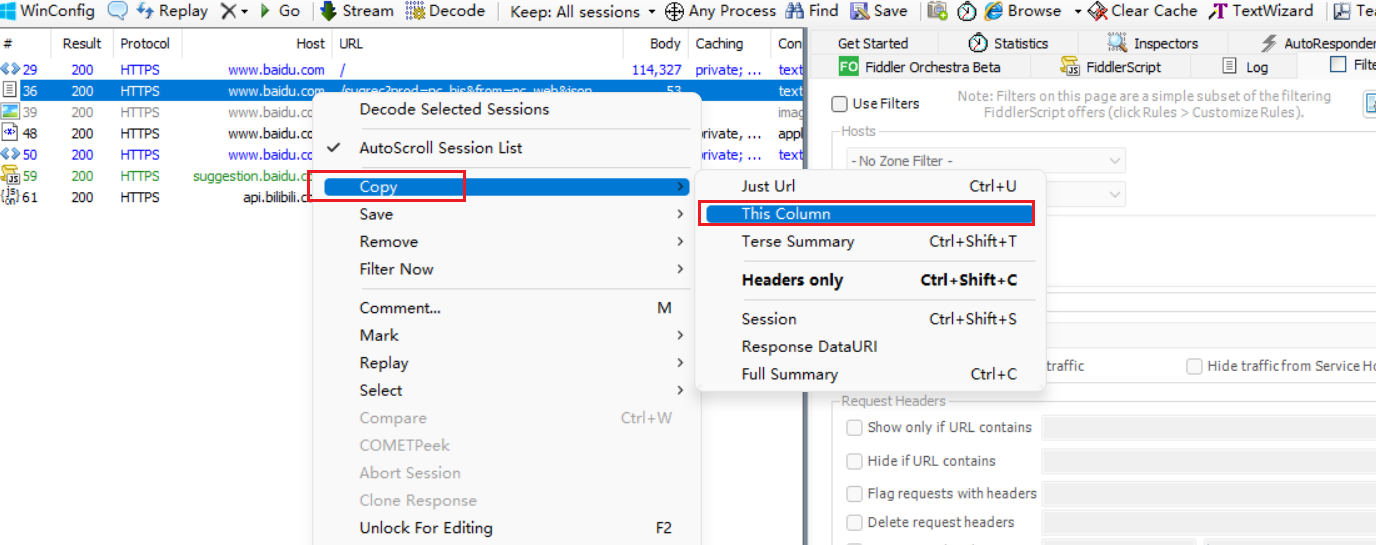 WinConfig Replay Go Stream Decode Keep: All sessions Any Process Find Save Browse Clear Cache TextWizard
# Result Protocol Host URL Body Caching Con
29 200 HTTPS www.baidu.com / 114,327 private; ... text
36 200 HTTPS www.baidu.com /sugrec?prod=pc_his&from=pc_web&json... 53 text
39 200 HTTPS www.baidu.c
48 200 HTTPS www.baidu.c rivate, ... appl
50 200 HTTPS www.baidu.c rivate; ... text
59 200 HTTPS suggestion.baidu.c
61 200 HTTPS api.bilibili.c
Decode Selected Sessions
AutoScroll Session List
Copy
Save
Remove
Filter Now
Comment... M
Mark
Replay
Select
Compare Ctrl+W
COMETPeek
Abort Session
Clone Response
Unlock For Editing F2
Just Url Ctrl+U
This Column
Terse Summary Ctrl+Shift+T
Headers only Ctrl+Shift+C
Session Ctrl+Shift+S
Response DataURI
Full Summary Ctrl+C
Get Started Statistics Inspectors AutoResponder
FO Fiddler Orchestra Beta FiddlerScript Log Filte
Use Filters
Note: Filters on this page are a simple subset of the filtering
FiddlerScript offers (click Rules > Customize Rules).
Hosts
- No Zone Filter -
traffic Hide traffic from Service Ho
Request Headers
Show only if URL contains
Hide if URL contains
Flag requests with headers
Delete request headers